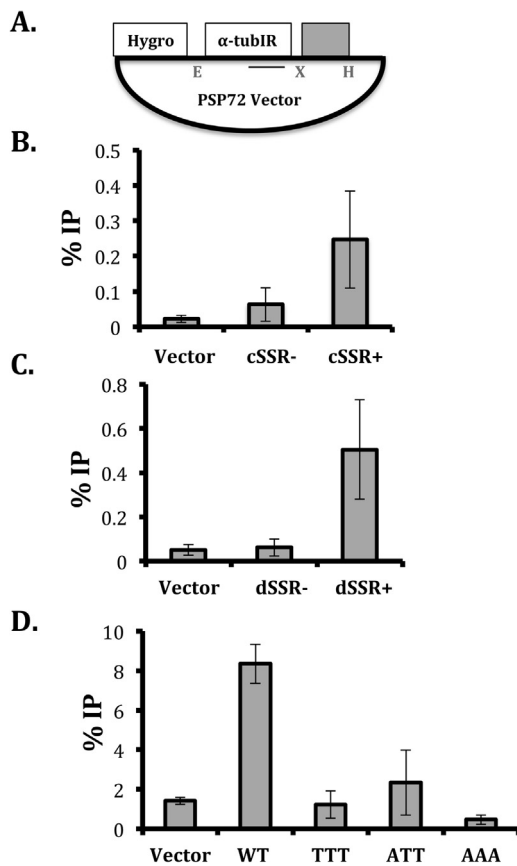 A.
Hygro α-tubIR
E X H
PSP72 Vector
B.
0.5
0.4
0.3
0.2
0.1
0
% IP
Vector cSSR- cSSR+
C.
0.8
0.6
0.4
0.2
0
% IP
Vector dSSR- dSSR+
D.
10
8
6
4
2
0
% IP
Vector WT TTT ATT AAA